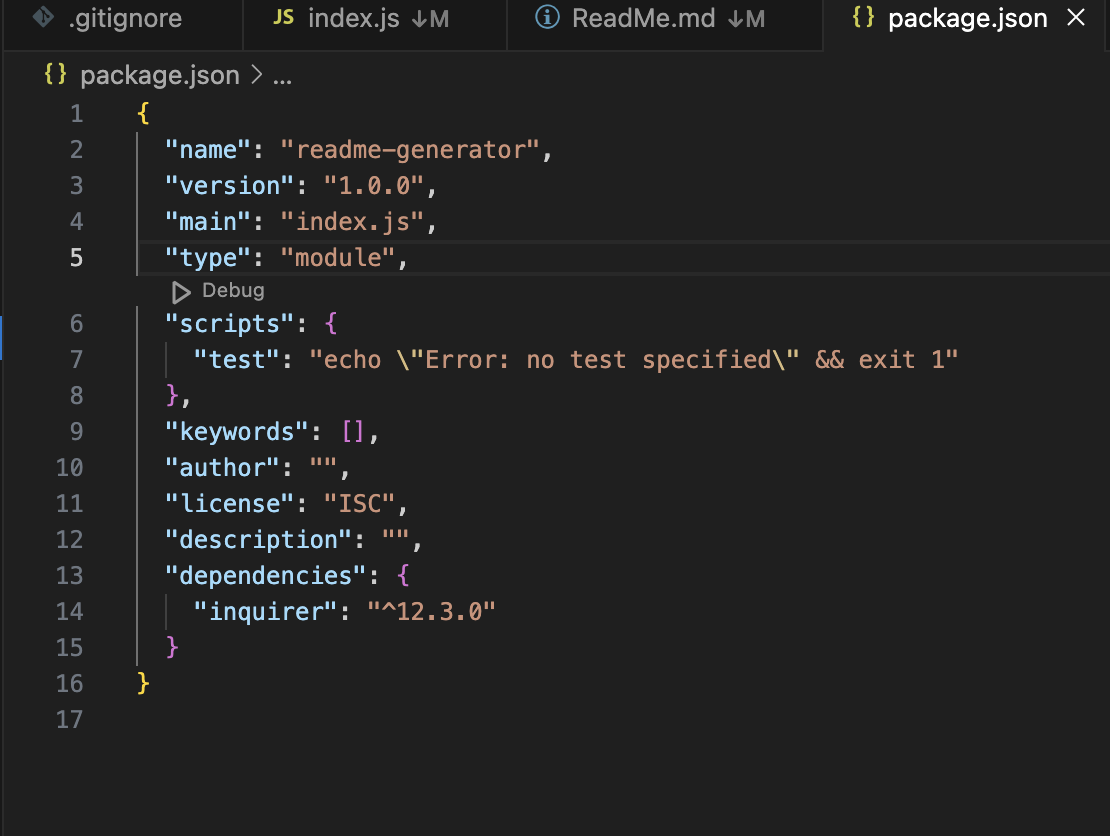 .gitignore JS index.js ↓M ReadMe.md ↓M {} package.json ×
{} package.json > ...
1 {
2 "name": "readme-generator",
3 "version": "1.0.0",
4 "main": "index.js",
5 "type": "module",
Debug
6 "scripts": {
7 "test": "echo \"Error: no test specified\" && exit 1"
8 },
9 "keywords": [],
10 "author": "",
11 "license": "ISC",
12 "description": "",
13 "dependencies": {
14 "inquirer": "^12.3.0"
15 }
16 }
17